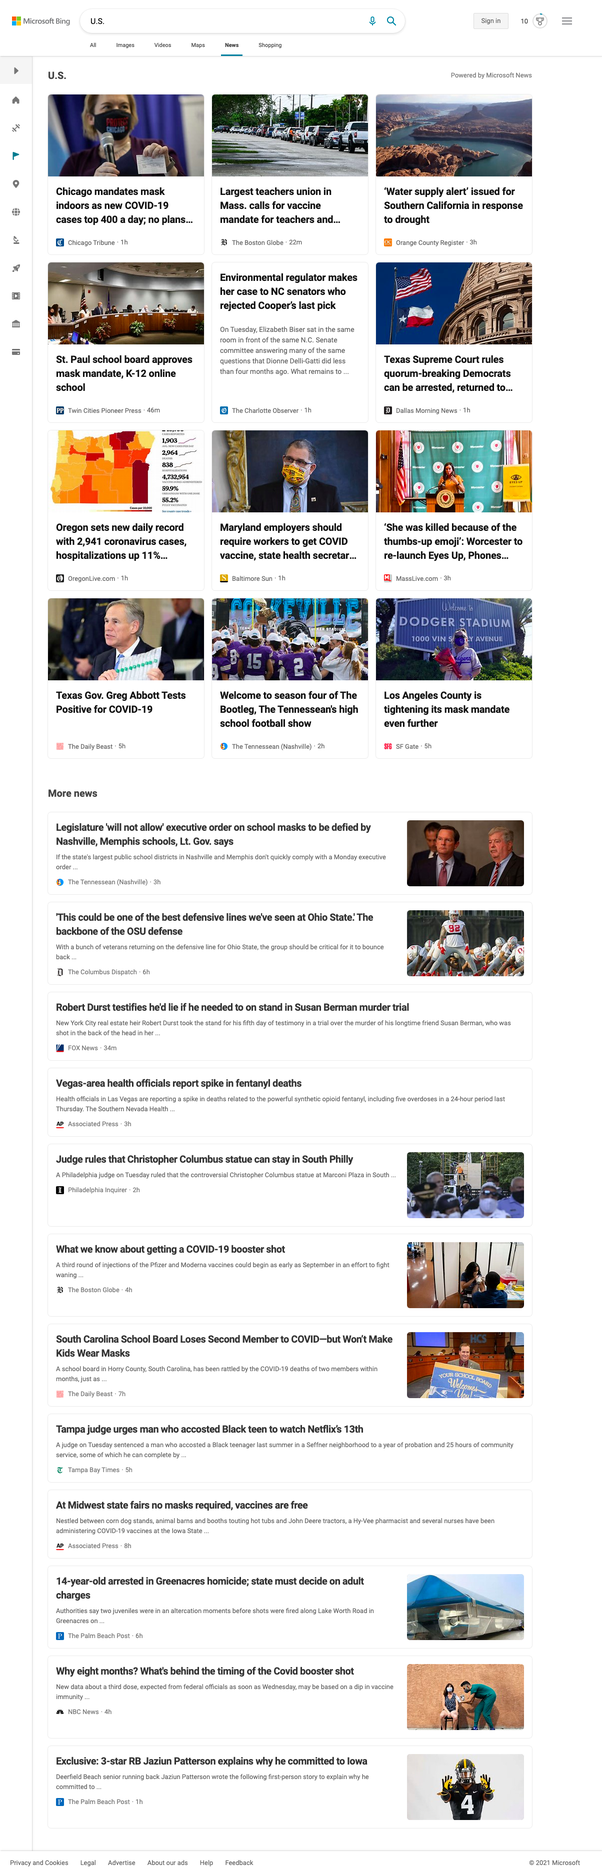 Microsoft Bing
U.S.
Sign in
10
All Images Videos Maps News Shopping
U.S.
Powered by Microsoft News
Chicago mandates mask
indoors as new COVID-19
cases top 400 a day; no plans...
Chicago Tribune · 1h
Largest teachers union in
Mass. calls for vaccine
mandate for teachers and...
The Boston Globe · 22m
‘Water supply alert’ issued for
Southern California in response
to drought
Orange County Register · 3h
St. Paul school board approves
mask mandate, K-12 online
school
Twin Cities Pioneer Press · 46m
Environmental regulator makes
her case to NC senators who
rejected Cooper’s last pick
On Tuesday, Elizabeth Biser sat in the same
room in front of the same N.C. Senate
committee answering many of the same
questions that Dionne Delli-Gatti did less
than four months ago. What remains to ...
The Charlotte Observer · 1h
Texas Supreme Court rules
quorum-breaking Democrats
can be arrested, returned to...
Dallas Morning News · 1h
1,903
2,964
838
4,732,954
59.9%
55.2%
Oregon sets new daily record
with 2,941 coronavirus cases,
hospitalizations up 11%...
OregonLive.com · 1h
Maryland employers should
require workers to get COVID
vaccine, state health secretar...
Baltimore Sun · 1h
‘She was killed because of the
thumbs-up emoji’: Worcester to
re-launch Eyes Up, Phones...
MassLive.com · 3h
Texas Gov. Greg Abbott Tests
Positive for COVID-19
The Daily Beast · 5h
15
2
Welcome to season four of The
Bootleg, The Tennessean's high
school football show
The Tennessean (Nashville) · 2h
Welcome to
DODGER STADIUM
1000 VIN AVENUE
Los Angeles County is
tightening its mask mandate
even further
SF Gate · 5h
More news
Legislature 'will not allow' executive order on school masks to be defied by
Nashville, Memphis schools, Lt. Gov. says
If the state's largest public school districts in Nashville and Memphis don't quickly comply with a Monday executive
order ...
The Tennessean (Nashville) · 3h
'This could be one of the best defensive lines we've seen at Ohio State.' The
backbone of the OSU defense
With a bunch of veterans returning on the defensive line for Ohio State, the group should be critical for it to bounce
back ...
The Columbus Dispatch · 6h
92
Robert Durst testifies he'd lie if he needed to on stand in Susan Berman murder trial
New York City real estate heir Robert Durst took the stand for his fifth day of testimony in a trial over the murder of his longtime friend Susan Berman, who was
shot in the back of the head in her ...
FOX News · 34m
Vegas-area health officials report spike in fentanyl deaths
Health officials in Las Vegas are reporting a spike in deaths related to the powerful synthetic opioid fentanyl, including five overdoses in a 24-hour period last
Thursday. The Southern Nevada Health ...
Associated Press · 3h
Judge rules that Christopher Columbus statue can stay in South Philly
A Philadelphia judge on Tuesday ruled that the controversial Christopher Columbus statue at Marconi Plaza in South ...
Philadelphia Inquirer · 2h
What we know about getting a COVID-19 booster shot
A third round of injections of the Pfizer and Moderna vaccines could begin as early as September in an effort to fight
waning ...
The Boston Globe · 4h
South Carolina School Board Loses Second Member to COVID—but Won’t Make
Kids Wear Masks
A school board in Horry County, South Carolina, has been rattled by the COVID-19 deaths of two members within
months, just as ...
The Daily Beast · 7h
HCS
YOUR SCHOOL BOARD
Welcomes
You!
Tampa judge urges man who accosted Black teen to watch Netflix’s 13th
A judge on Tuesday sentenced a man who accosted a Black teenager last summer in a Seffner neighborhood to a year of probation and 25 hours of community
service, some of which he can complete by ...
Tampa Bay Times · 5h
At Midwest state fairs no masks required, vaccines are free
Nestled between corn dog stands, animal barns and booths touting hot tubs and John Deere tractors, a Hy-Vee pharmacist and several nurses have been
administering COVID-19 vaccines at the Iowa State ...
Associated Press · 8h
14-year-old arrested in Greenacres homicide; state must decide on adult
charges
Authorities say two juveniles were in an altercation moments before shots were fired along Lake Worth Road in
Greenacres on ...
The Palm Beach Post · 6h
Why eight months? What's behind the timing of the Covid booster shot
New data about a third dose, expected from federal officials as soon as Wednesday, may be based on a dip in vaccine
immunity ...
NBC News · 4h
Exclusive: 3-star RB Jaziun Patterson explains why he committed to Iowa
Deerfield Beach senior running back Jaziun Patterson wrote the following first-person story to explain why he
committed to ...
The Palm Beach Post · 1h
4
Privacy and Cookies Legal Advertise About our ads Help Feedback
© 2021 Microsoft